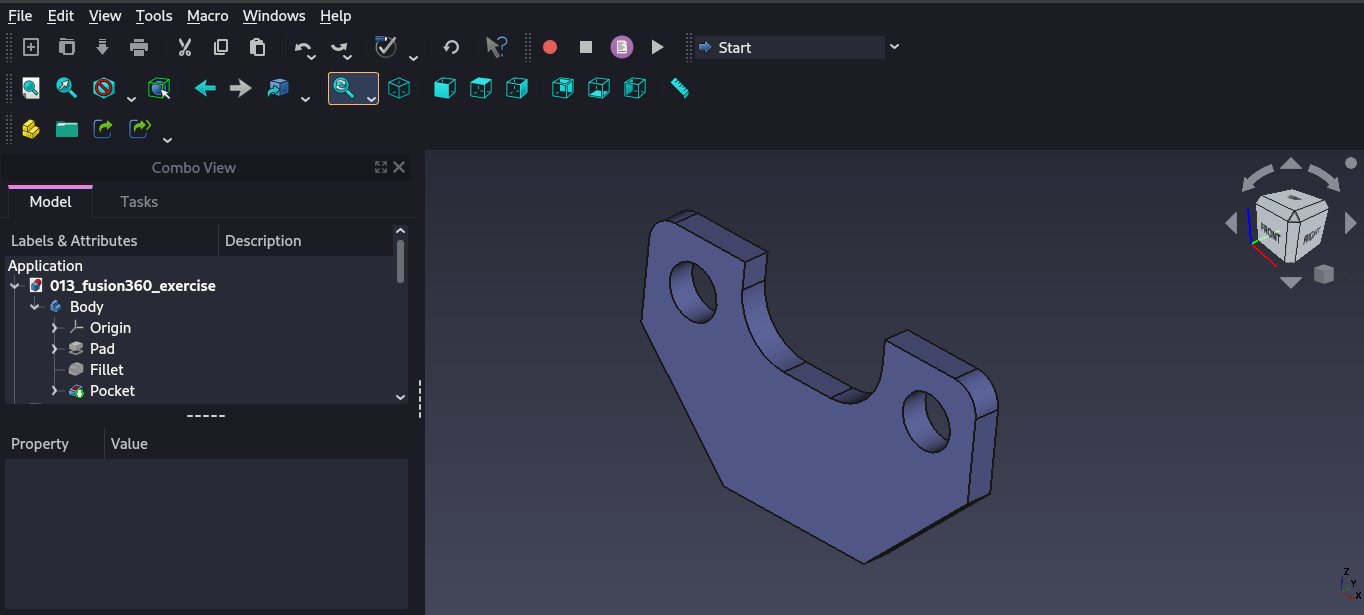 File Edit View Tools Macro Windows Help
Start
Combo View
Model Tasks
Labels & Attributes Description
Application
013_fusion360_exercise
Body
Origin
Pad
Fillet
Pocket
Property Value
FRONT RIGHT
Z
Y
X